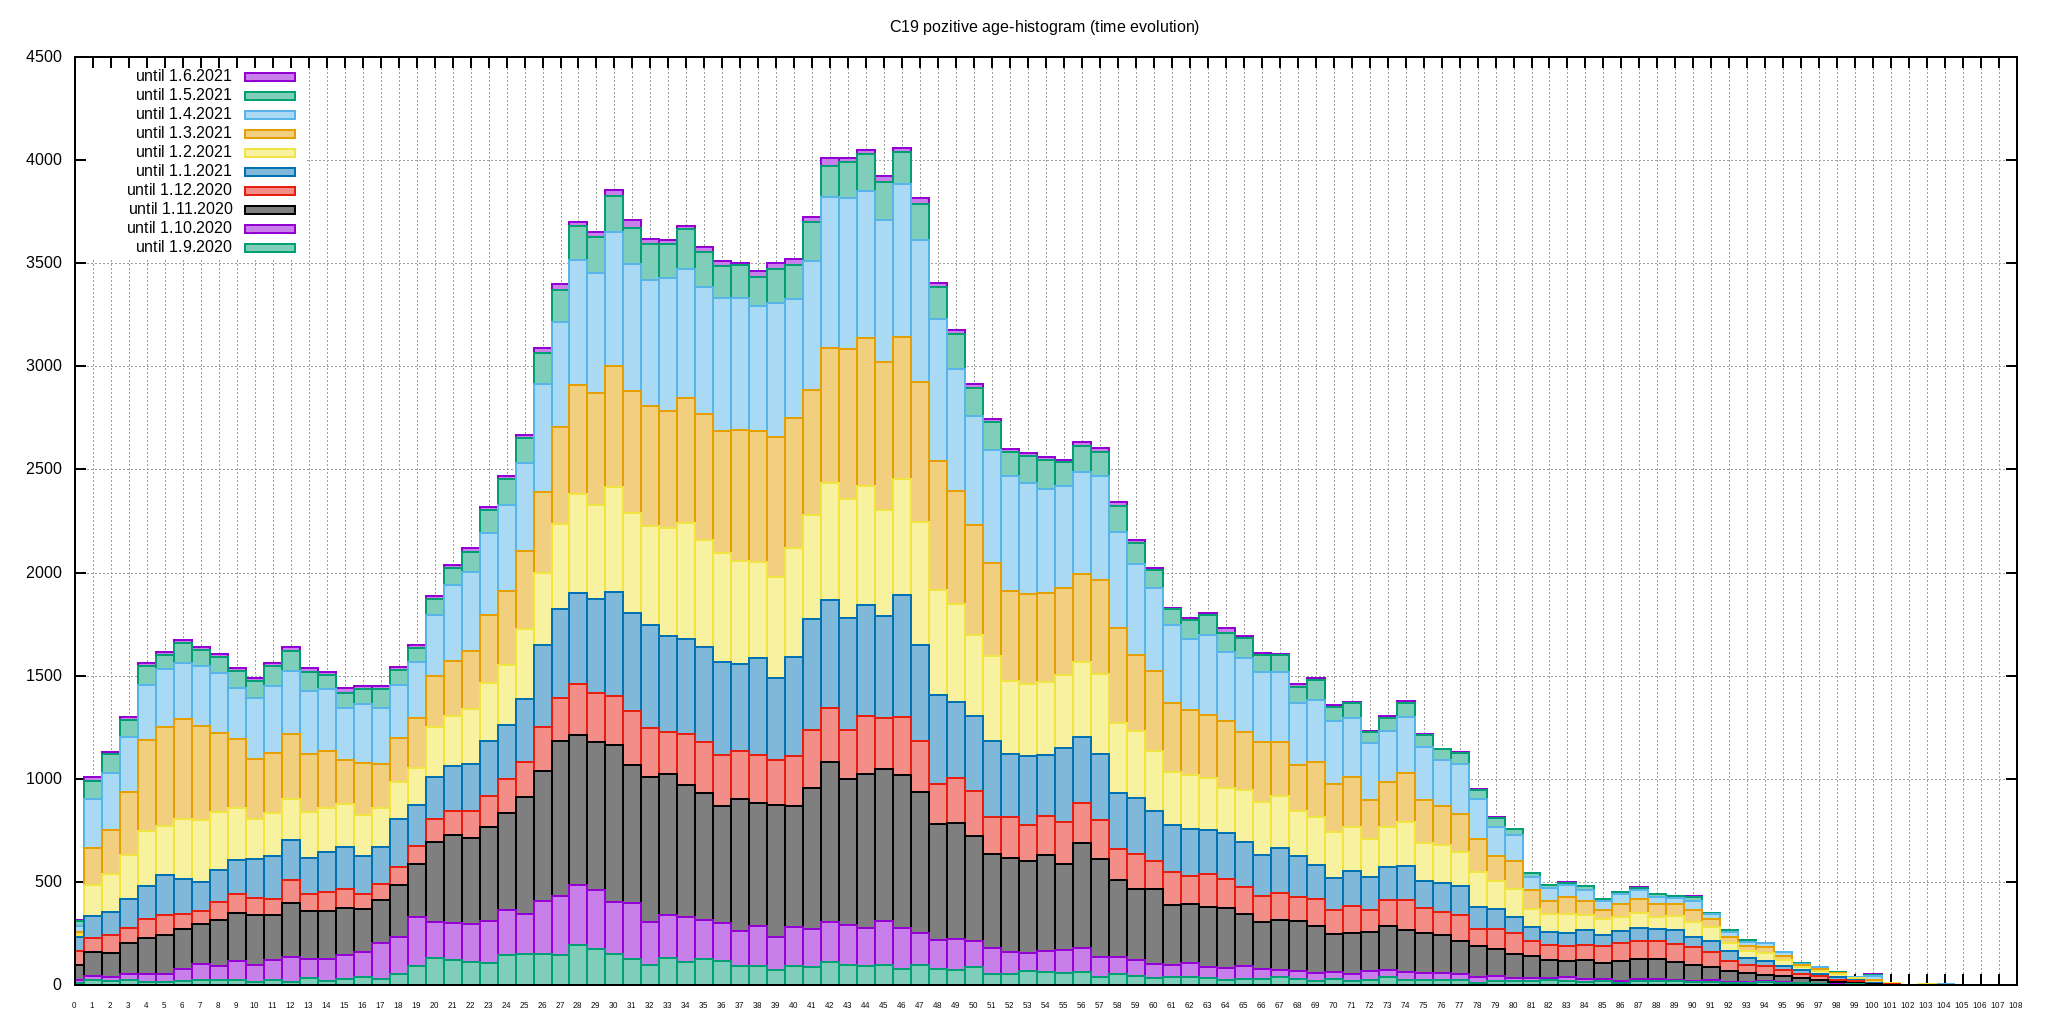 C19 pozitive age-histogram (time evolution)
4500
4000
3500
3000
2500
2000
1500
1000
500
0
until 1.6.2021
until 1.5.2021
until 1.4.2021
until 1.3.2021
until 1.2.2021
until 1.1.2021
until 1.12.2020
until 1.11.2020
until 1.10.2020
until 1.9.2020
0 1 2 3 4 5 6 7 8 9 10 11 12 13 14 15 16 17 18 19 20 21 22 23 24 25 26 27 28 29 30 31 32 33 34 35 36 37 38 39 40 41 42 43 44 45 46 47 48 49 50 51 52 53 54 55 56 57 58 59 60 61 62 63 64 65 66 67 68 69 70 71 72 73 74 75 76 77 78 79 80 81 82 83 84 85 86 87 88 89 90 91 92 93 94 95 96 97 98 99 100 101 102 103 104 105 106 107 108